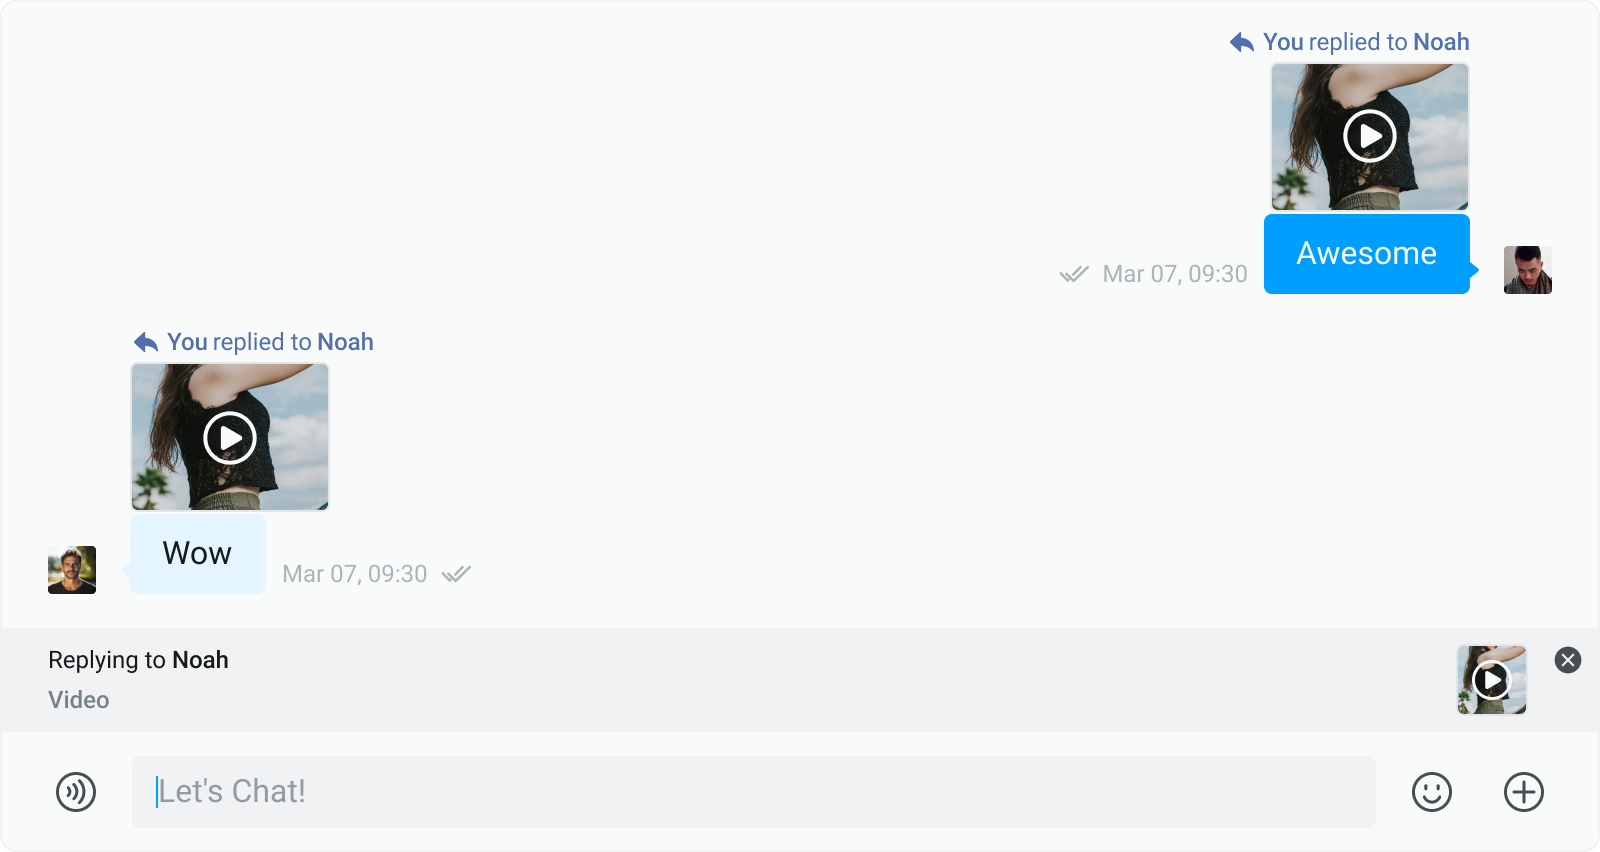 You replied to Noah
Awesome
Mar 07, 09:30
You replied to Noah
Wow
Mar 07, 09:30
Replying to Noah
Video
Let's Chat!